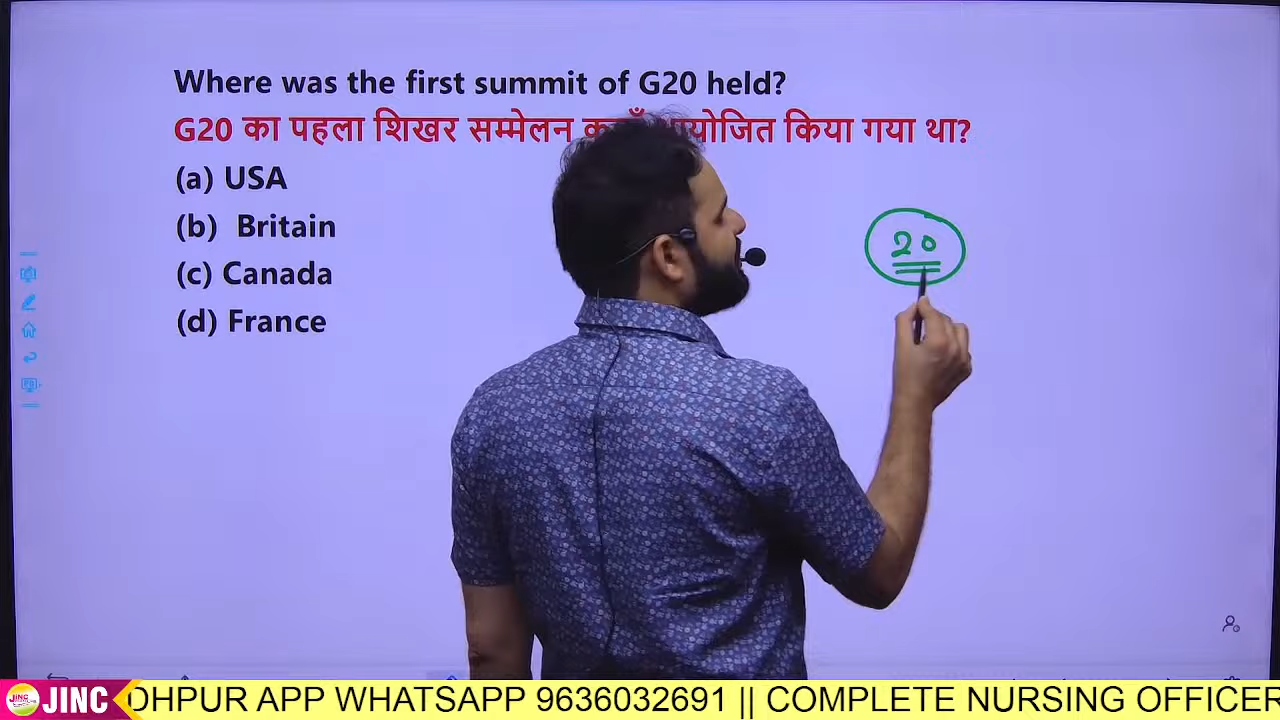 Where was the first summit of G20 held?
G20 का पहला शिखर सम्मेलन किया गया था?
(a) USA
(b) Britain
(c) Canada
(d) France
20
JINC
DHPUR APP WHATSAPP 9636032691 || COMPLETE NURSING OFFICER